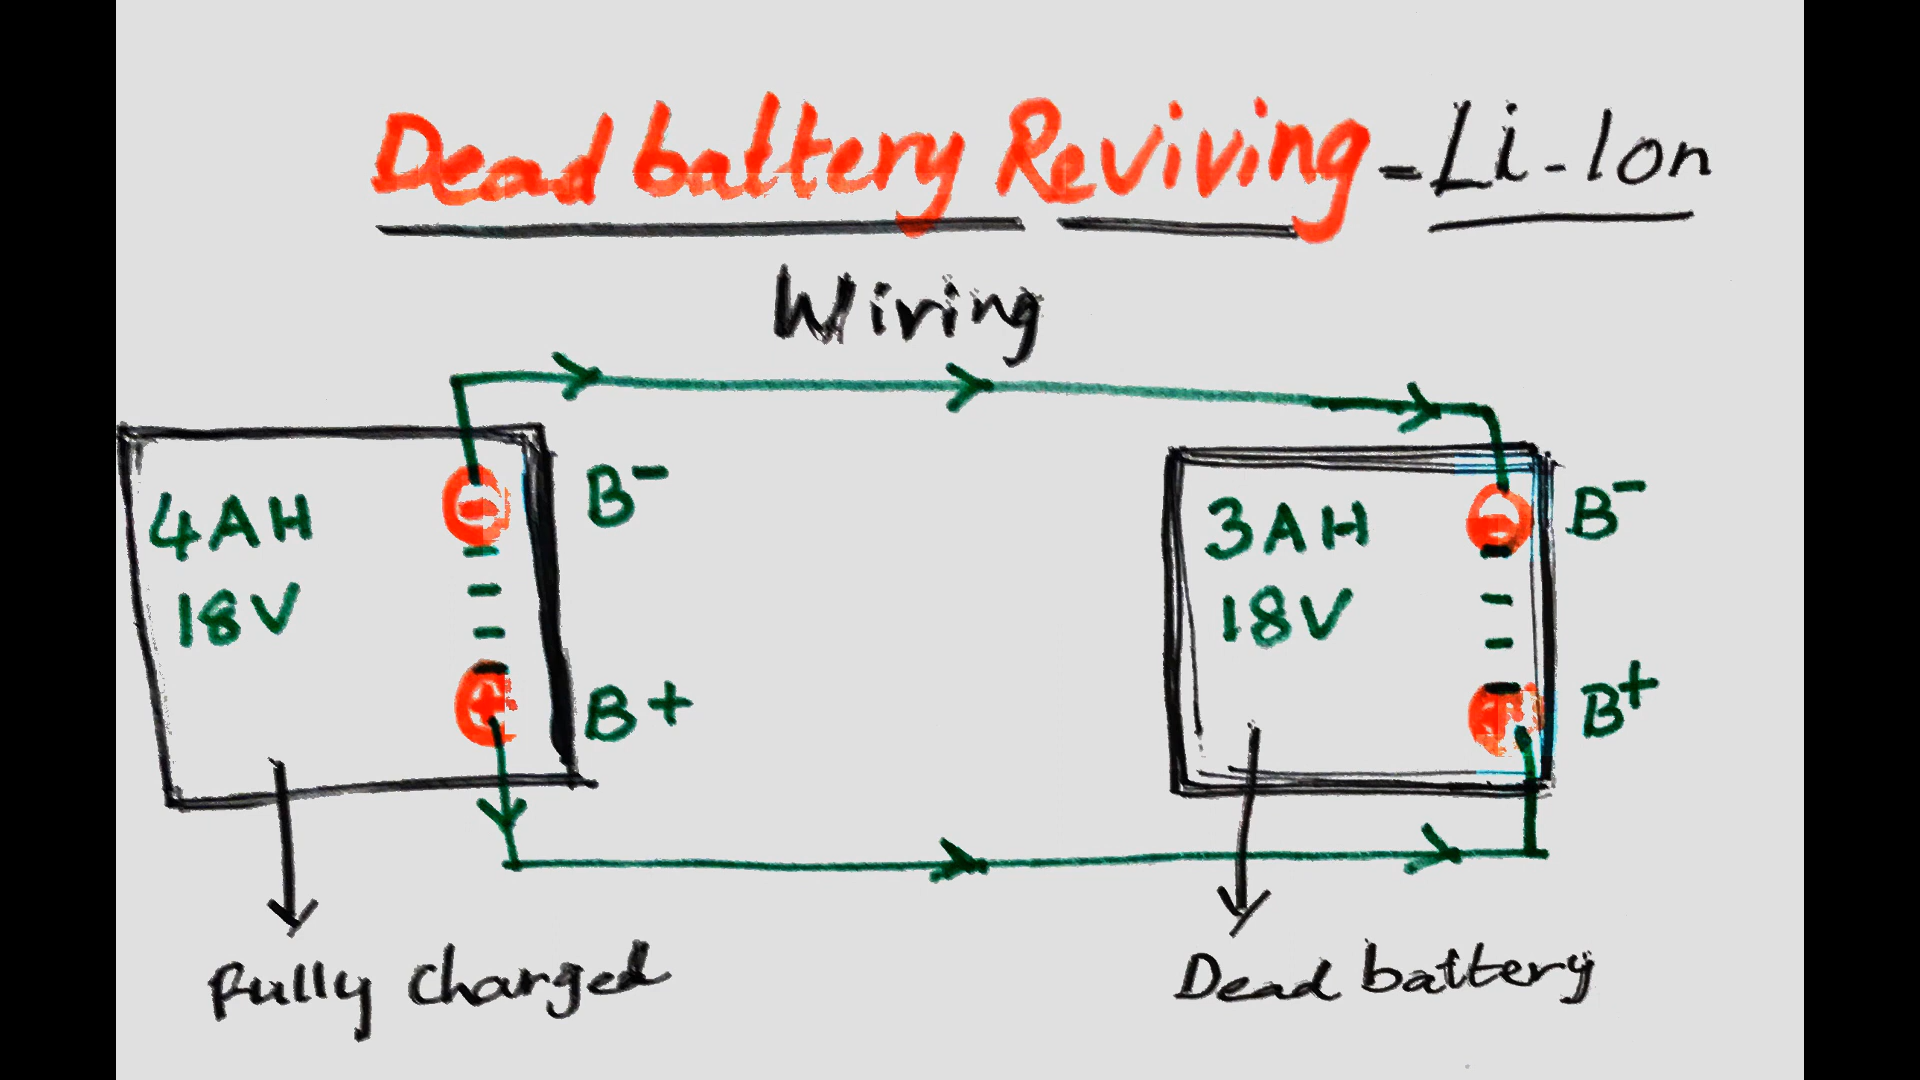 Dead battery Reviving - Li-Ion
Wiring
B-
B-
4AH
3AH
18V
18V
B+
B+
Fully charged
Dead battery